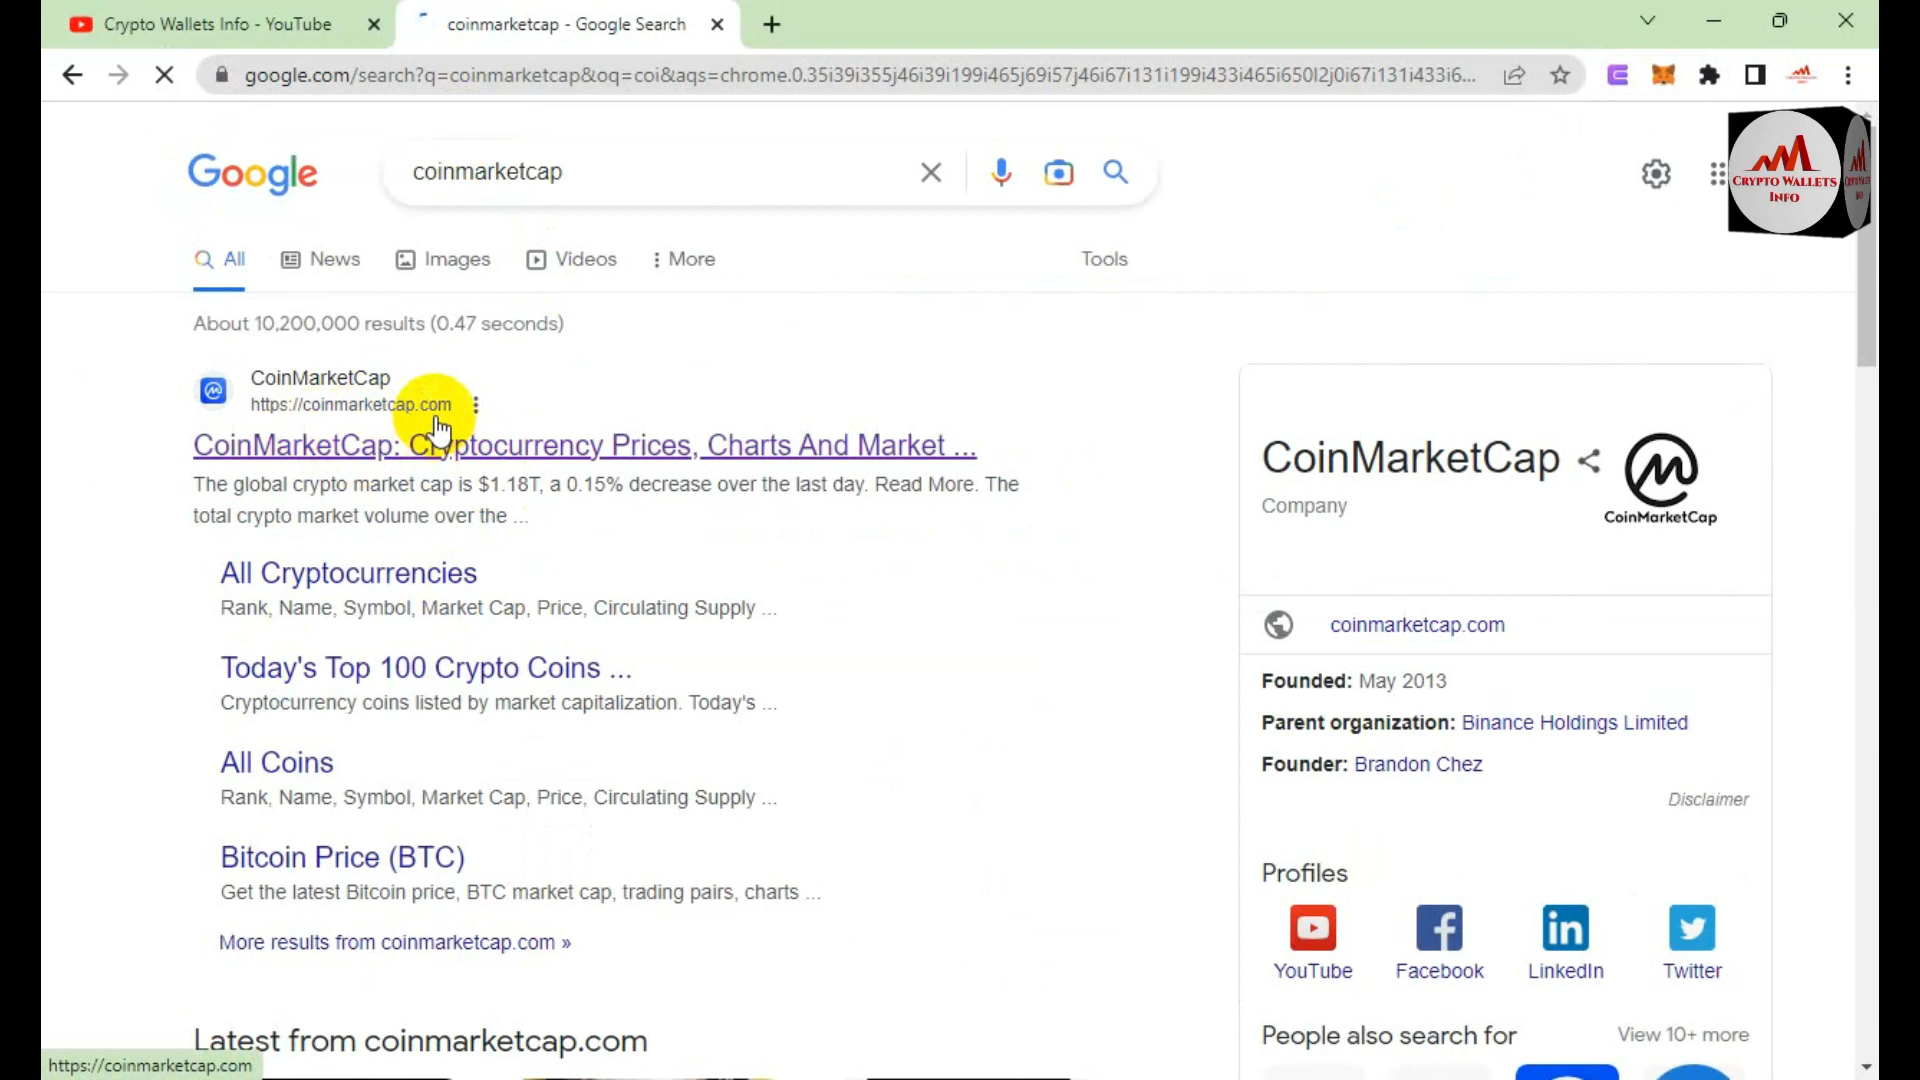 Crypto Wallets Info - YouTube
coinmarketcap - Google Search
google.com/search?q=coinmarketcap&oq=coi&aqs=chrome.0.35i39i355j46i39i199i465j69i57j46i67i131i199i433i465i650l2j0i67i131i433i6...
Google
coinmarketcap
CRYPTO WALLETS
INFO
All
News
Images
Videos
More
Tools
About 10,200,000 results (0.47 seconds)
CoinMarketCap
https://coinmarketcap.com
CoinMarketCap: Cryptocurrency Prices, Charts And Market ...
The global crypto market cap is $1.18T, a 0.15% decrease over the last day. Read More. The
total crypto market volume over the ...
All Cryptocurrencies
Rank, Name, Symbol, Market Cap, Price, Circulating Supply ...
Today's Top 100 Crypto Coins ...
Cryptocurrency coins listed by market capitalization. Today's ...
All Coins
Rank, Name, Symbol, Market Cap, Price, Circulating Supply ...
Bitcoin Price (BTC)
Get the latest Bitcoin price, BTC market cap, trading pairs, charts ...
More results from coinmarketcap.com »
Latest from coinmarketcap.com
https://coinmarketcap.com
CoinMarketCap
Company
CoinMarketCap
coinmarketcap.com
Founded: May 2013
Parent organization: Binance Holdings Limited
Founder: Brandon Chez
Disclaimer
Profiles
YouTube
Facebook
LinkedIn
Twitter
People also search for
View 10+ more